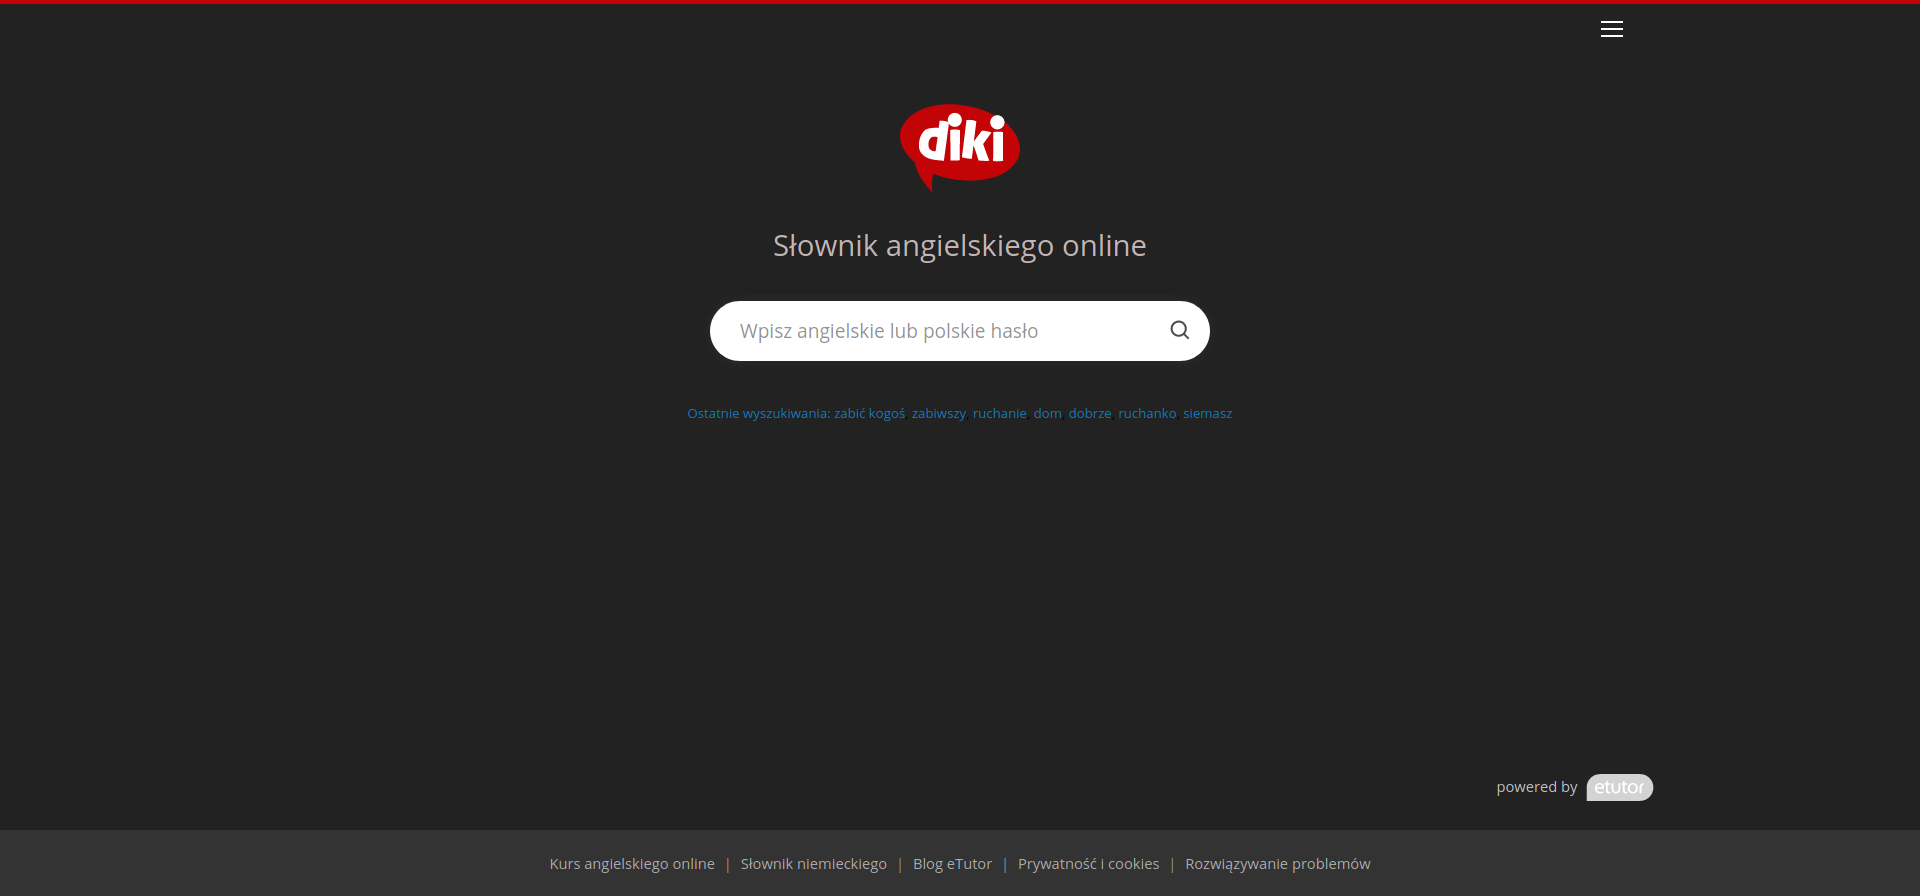 diki
Słownik angielskiego online
Wpisz angielskie lub polskie hasło
Ostatnie wyszukiwania: zabić kogoś, zabiwszy, ruchanie, dom, dobrze, ruchanko, siemasz
powered by etutor
Kurs angielskiego online | Słownik niemieckiego | Blog eTutor | Prywatność i cookies | Rozwiązywanie problemów